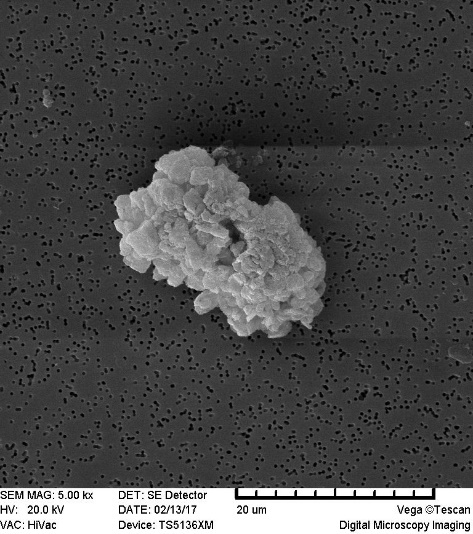 SEM MAG: 5.00 kx DET: SE Detector
HV: 20.0 kV DATE: 02/13/17 20 um Vega ©Tescan
VAC: HiVac Device: TS5136XM Digital Microscopy Imaging